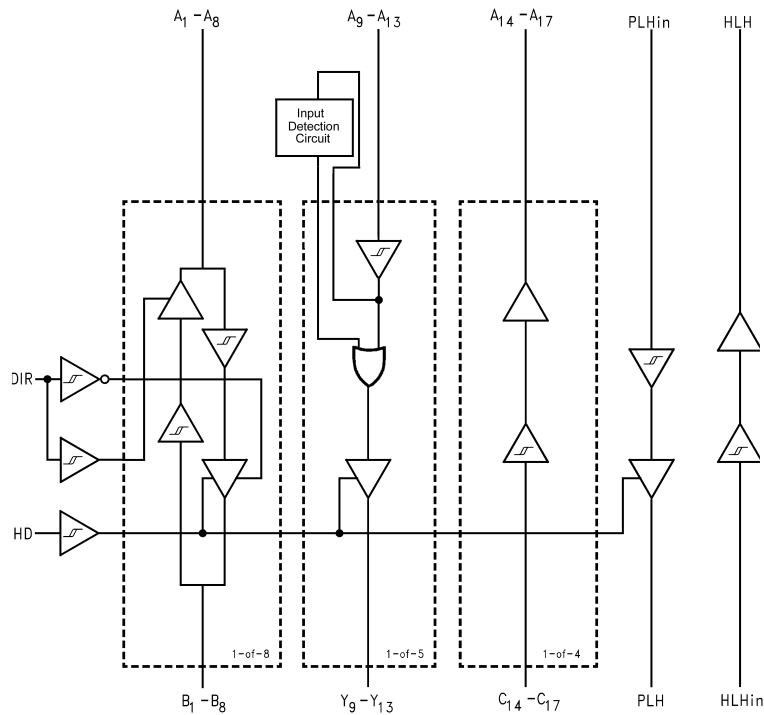 A1 –A8
A9 –A13
A14 –A17
PLHin
HLH
Input
Detection
Circuit
DIR
HD
1-of-8
1-of-5
1-of-4
B1 –B8
Y9 –Y13
C14 –C17
PLH
HLHin